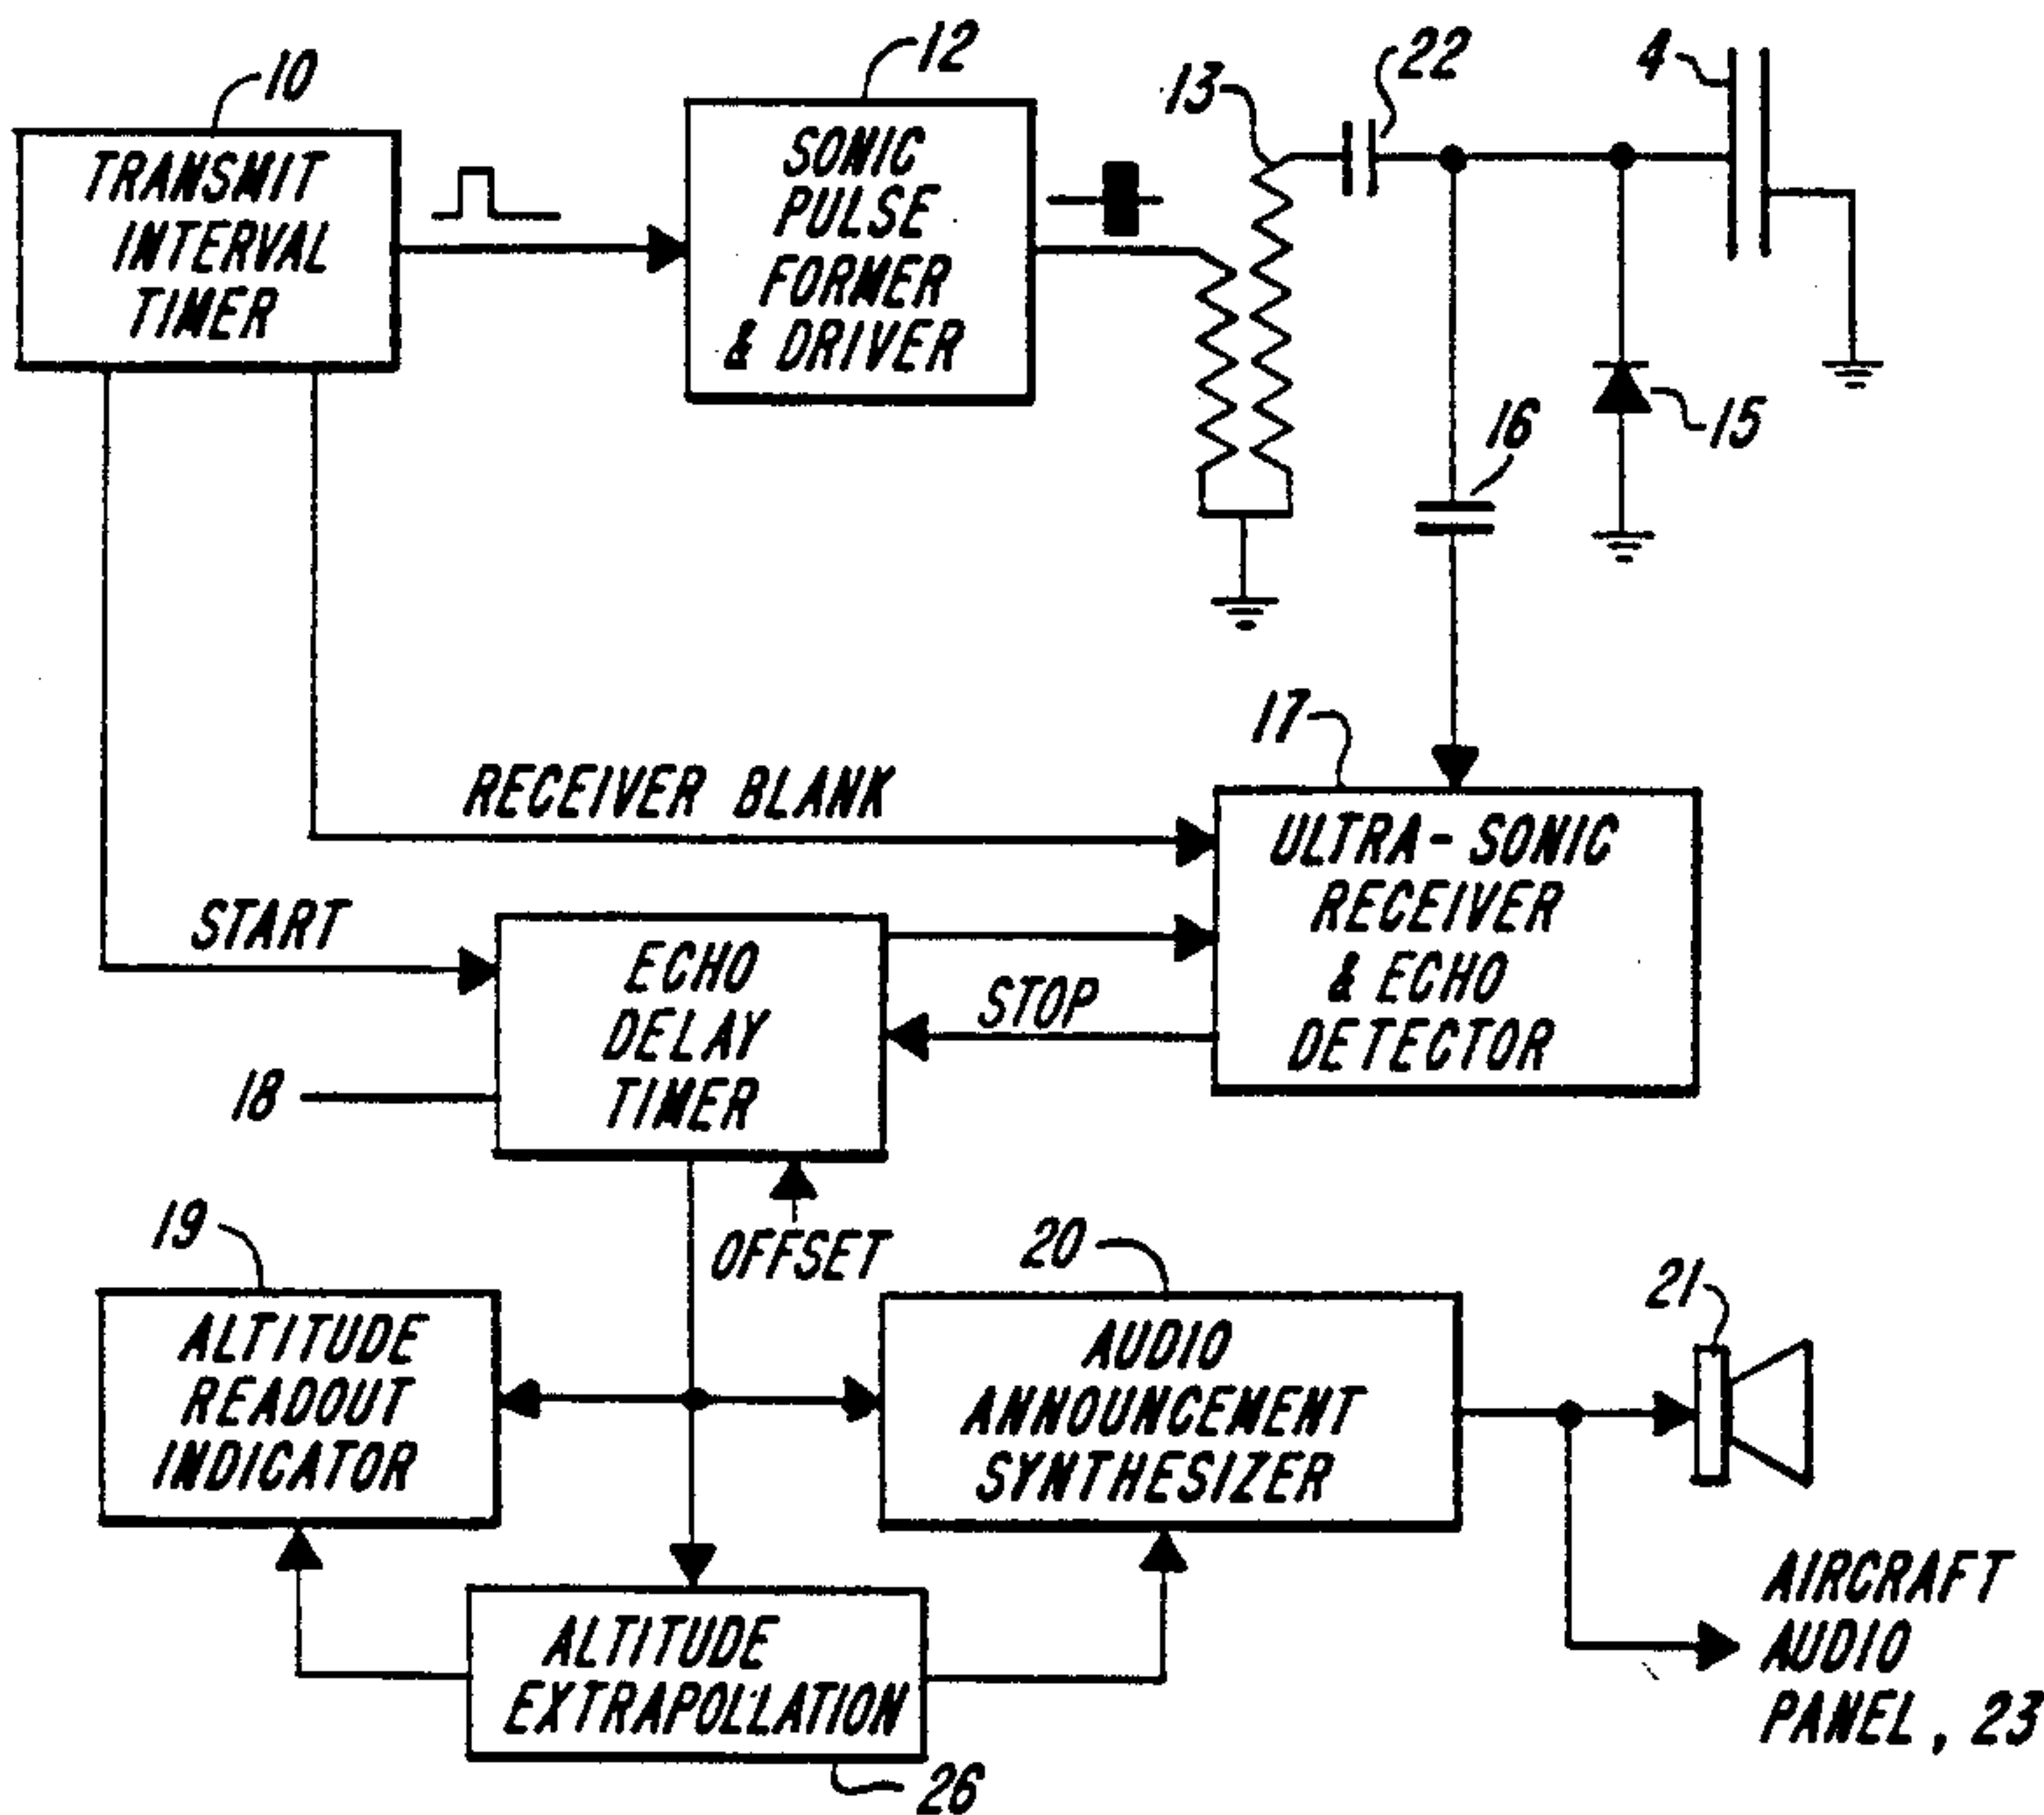 10
TRANSMIT
INTERVAL
TIMER
12
SONIC
PULSE
FORMER
& DRIVER
13
22
4
15
16
17
RECEIVER BLANK
ULTRA-SONIC
RECEIVER
& ECHO
DETECTOR
START
ECHO
DELAY
TIMER
STOP
18
OFFSET
19
ALTITUDE
READOUT
INDICATOR
20
AUDIO
ANNOUNCEMENT
SYNTHESIZER
21
AIRCRAFT
AUDIO
PANEL, 23
ALTITUDE
EXTRAPOLLATION
26